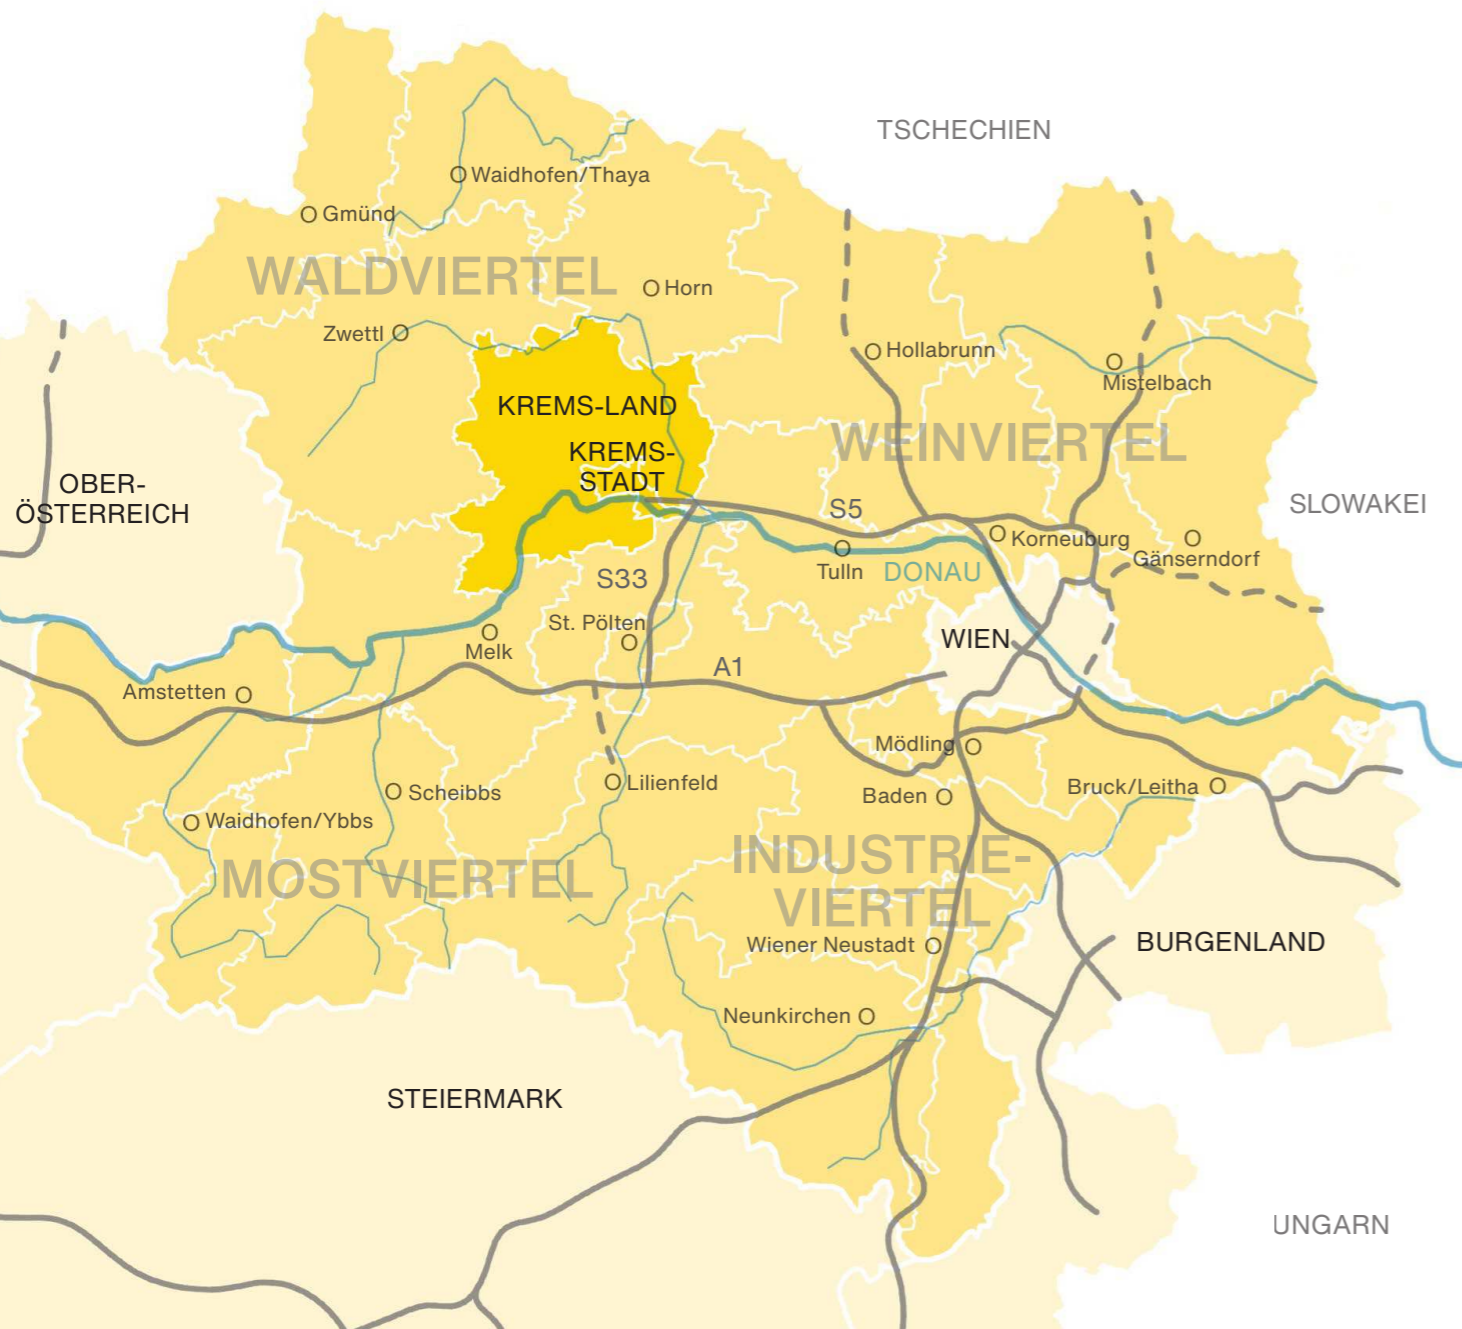 TSCHECHIEN
Waidhofen/Thaya
Gmünd
WALDVIERTEL
Horn
Zwettl
Hollabrunn
Mistelbach
KREMS-LAND
WEINVIERTEL
KREMS-
STADT
OBER-
ÖSTERREICH
S5
SLOWAKEI
Korneuburg
Gänserndorf
Tulln
DONAU
S33
St. Pölten
WIEN
Melk
A1
Amstetten
Mödling
Lilienfeld
Bruck/Leitha
Scheibbs
Baden
Waidhofen/Ybbs
INDUSTRIE-
VIERTEL
MOSTVIERTEL
Wiener Neustadt
BURGENLAND
Neunkirchen
STEIERMARK
UNGARN